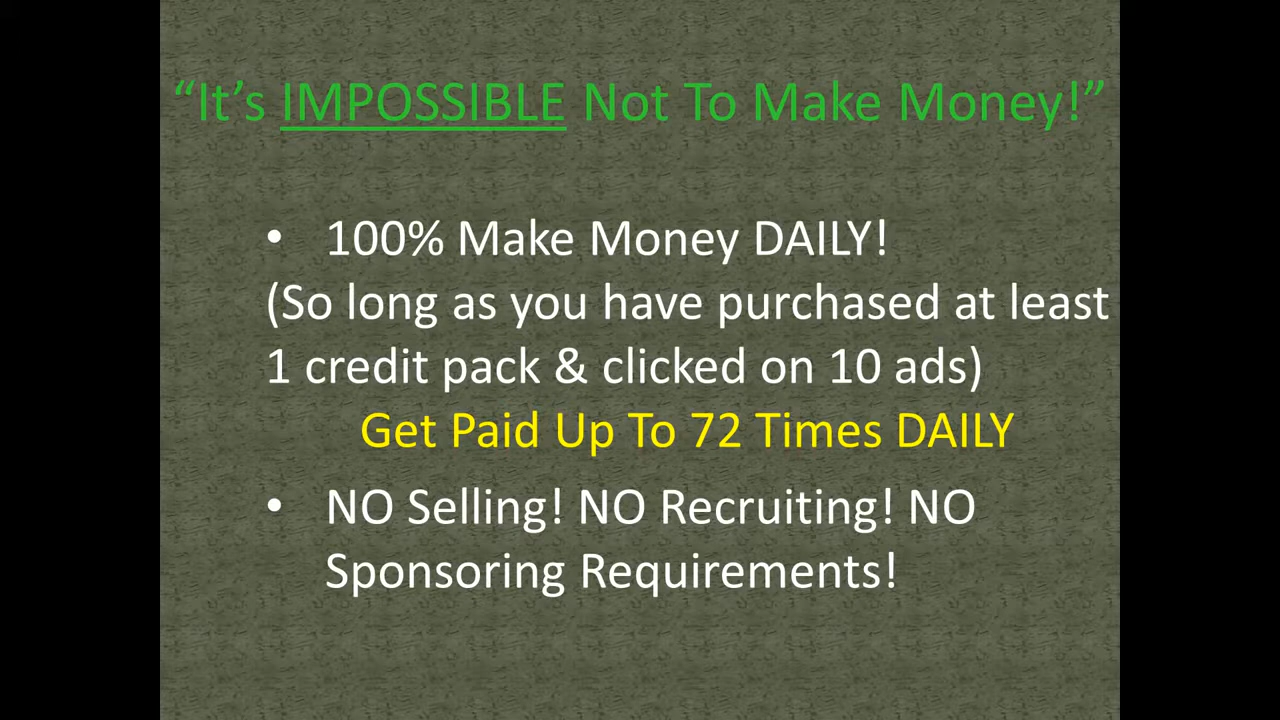 “It’s IMPOSSIBLE Not To Make Money!”
• 100% Make Money DAILY!
(So long as you have purchased at least
1 credit pack & clicked on 10 ads)
Get Paid Up To 72 Times DAILY
• NO Selling! NO Recruiting! NO
Sponsoring Requirements!